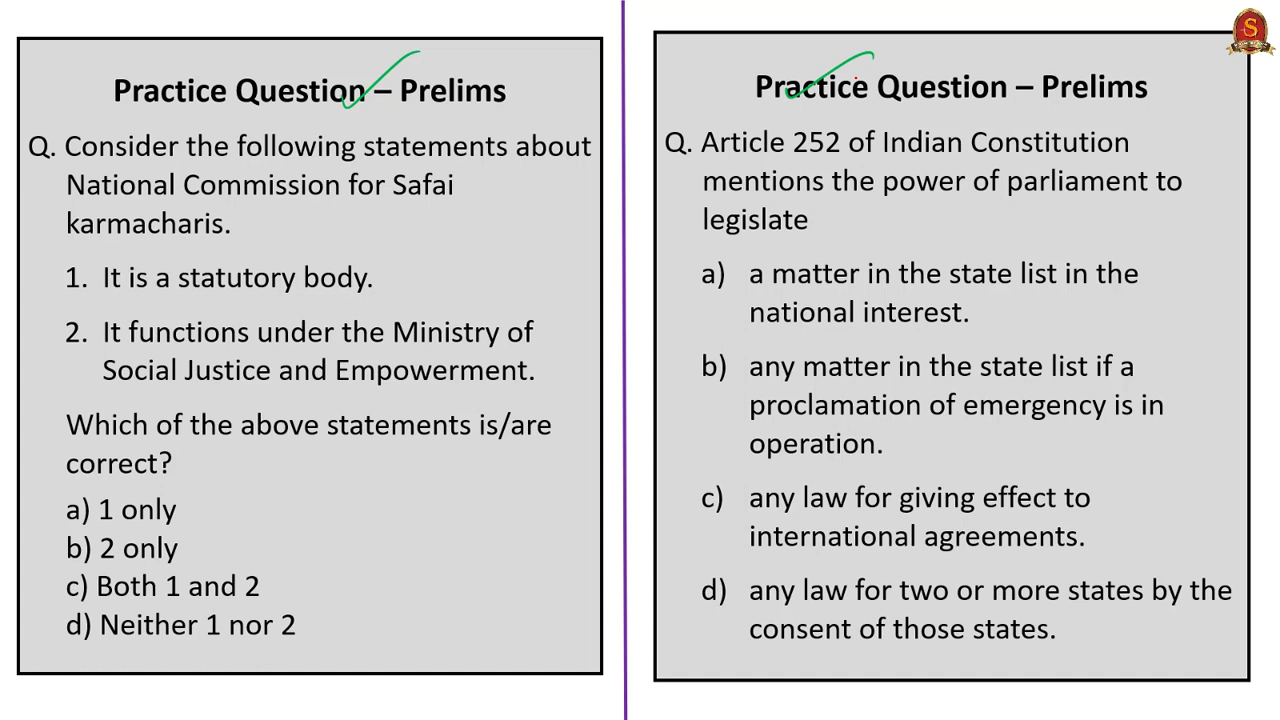 Practice Question – Prelims
Q. Consider the following statements about
National Commission for Safai
karmacharis.
1. It is a statutory body.
2. It functions under the Ministry of
Social Justice and Empowerment.
Which of the above statements is/are
correct?
a) 1 only
b) 2 only
c) Both 1 and 2
d) Neither 1 nor 2
Practice Question – Prelims
Q. Article 252 of Indian Constitution
mentions the power of parliament to
legislate
a) a matter in the state list in the
national interest.
b) any matter in the state list if a
proclamation of emergency is in
operation.
c) any law for giving effect to
international agreements.
d) any law for two or more states by the
consent of those states.
S